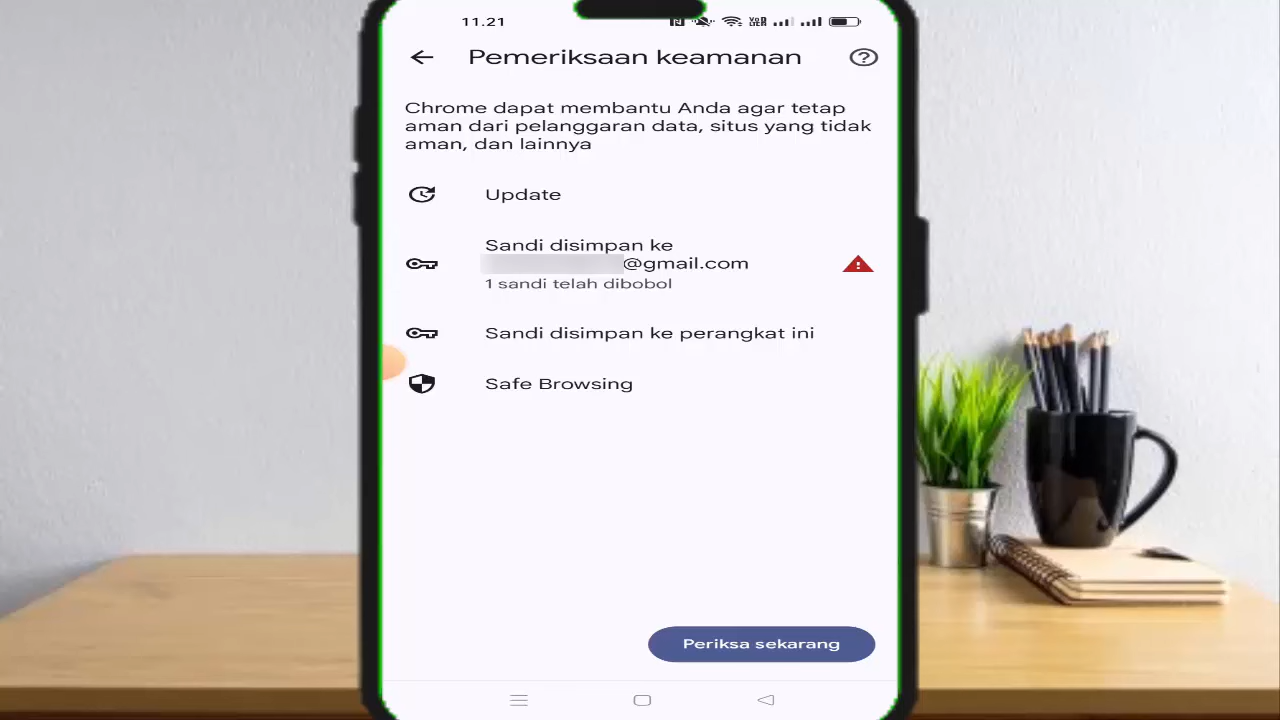 11.21
Pemeriksaan keamanan
Chrome dapat membantu Anda agar tetap
aman dari pelanggaran data, situs yang tidak
aman, dan lainnya
Update
Sandi disimpan ke
@gmail.com
1 sandi telah dibobol
Sandi disimpan ke perangkat ini
Safe Browsing
Periksa sekarang